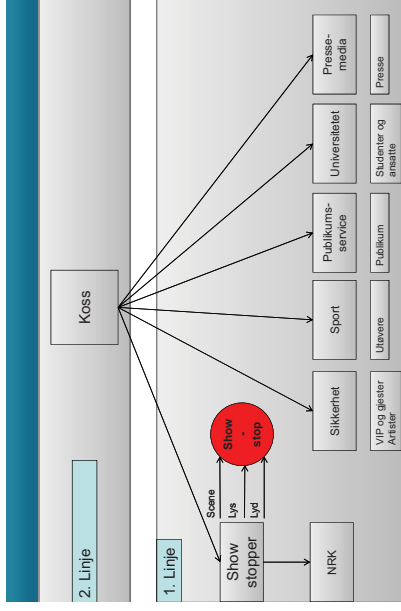 2. Linje
Koss
1. Linje
Show
stopper
Scene
Lys
Lyd
Show
-
stop
NRK
Sikkerhet
Sport
Publikums-
service
Universitetet
Presse-
media
VIP og gjester
Artister
Utøvere
Publikum
Studenter og
ansatte
Presse